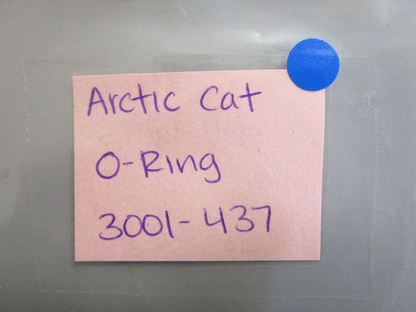 Arctic Cat
O-Ring
3001-437